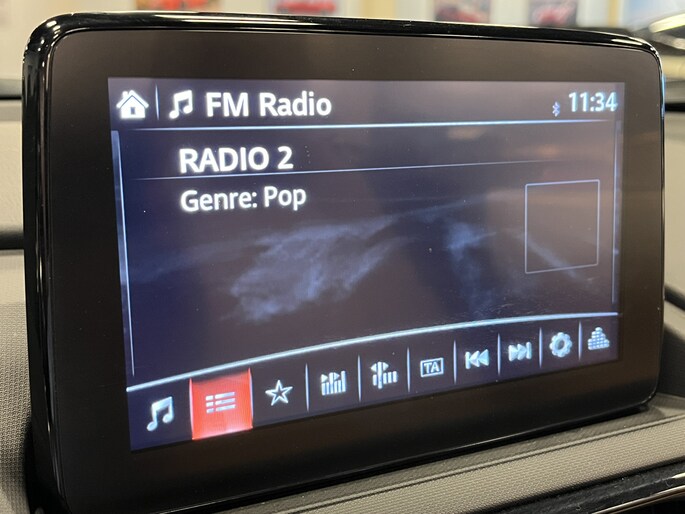 FM Radio
11:34
RADIO 2
Genre: Pop
TA